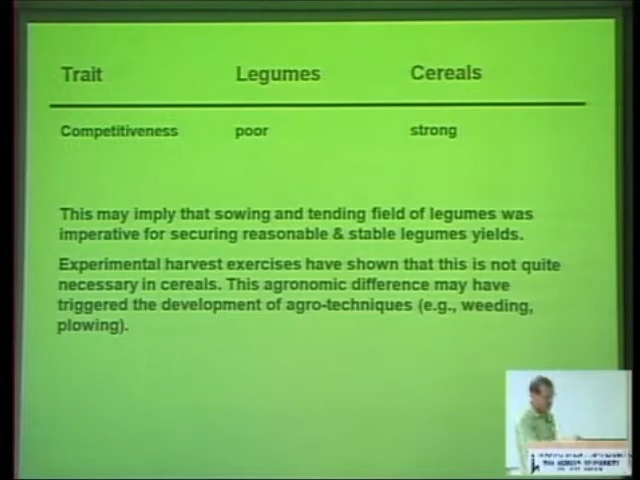 Trait Legumes Cereals
Competitiveness poor strong
This may imply that sowing and tending field of legumes was
imperative for securing reasonable & stable legumes yields.
Experimental harvest exercises have shown that this is not quite
necessary in cereals. This agronomic difference may have
triggered the development of agro-techniques (e.g., weeding,
plowing).